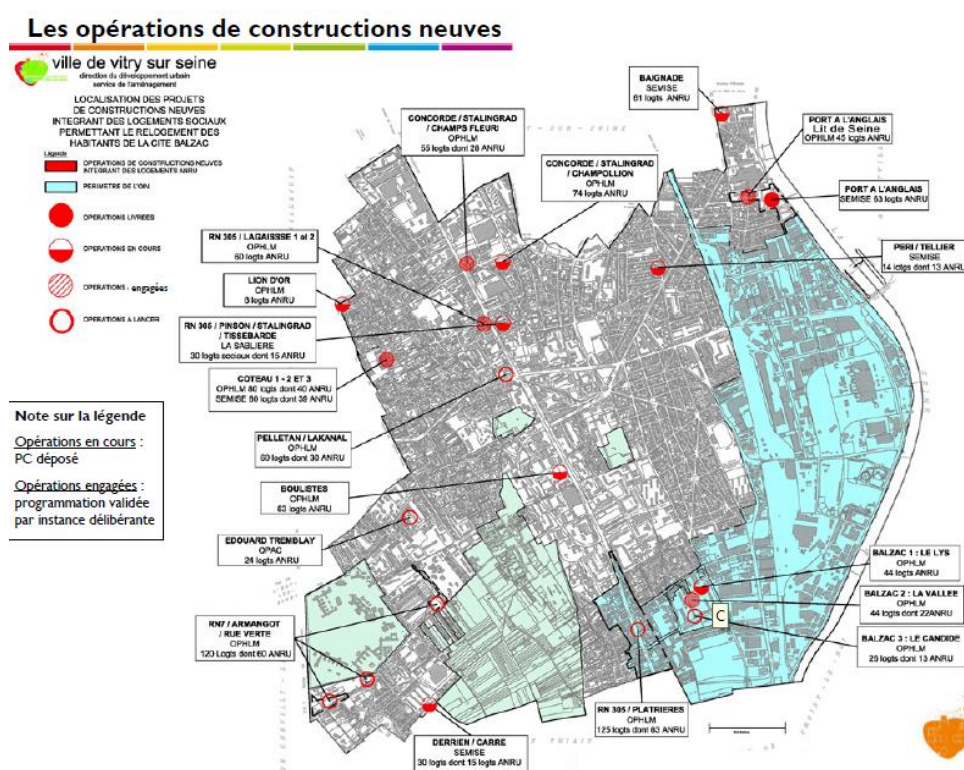 Les opérations de constructions neuves
ville de vitry sur seine
direction du développement urbain
service de l'aménagement
LOCALISATION DES PROJETS
DE CONSTRUCTIONS NEUVES
INTEGRANT DES LOGEMENTS SOCIAUX
PERMETTANT LE RELOGEMENT DES
HABITANTS DE LA CITE BALZAC
Légende
OPERATIONS DE CONSTRUCTIONS NEUVES
INTEGRANT DES LOGEMENTS ANRU
PERIMETRE DE L'OIN
OPERATIONS LIVREES
OPERATIONS EN COURS
OPERATIONS : engagées
OPERATIONS A LANCER
Note sur la légende
Opérations en cours :
PC déposé
Opérations engagées :
programmation validée
par instance délibérante
BAIGNADE
SEMISE
61 logts ANRU
CONCORDE / STALINGRAD
/ CHAMPS FLEURI
OPHLM
55 logts dont 28 ANRU
PORT A L'ANGLAIS
Lit de Seine
OPHLM 45 logts ANRU
CONCORDE / STALINGRAD
/ CHAMPOLLION
OPHLM
74 logts ANRU
PORT A L'ANGLAIS
SEMISE 63 logts ANRU
RN 305 / LAGAISSSE 1 et 2
OPHLM
60 logts ANRU
PERI / TELLIER
SEMISE
14 logts dont 13 ANRU
LION D'OR
OPHLM
8 logts ANRU
RN 305 / PINSON / STALINGRAD
/ TISSEBARDE
LA SABLIERE
30 logts sociaux dont 15 ANRU
COTEAU 1 - 2 ET 3
OPHLM 80 logts dont 40 ANRU
SEMISE 60 logts dont 39 ANRU
PELLETAN / LAKANAL
OPHLM
60 logts dont 30 ANRU
BOULISTES
OPHLM
63 logts ANRU
EDOUARD TREMBLAY
OPAC
24 logts ANRU
BALZAC 1 : LE LYS
OPHLM
44 logts ANRU
BALZAC 2 : LA VALLEE
OPHLM
44 logts dont 22ANRU
C
BALZAC 3 : LE CANDIDE
OPHLM
26 logts dont 13 ANRU
RN7 / ARMANGOT
/ RUE VERTE
OPHLM
120 Logts dont 60 ANRU
RN 305 / PLATRIERES
OPHLM
125 logts dont 63 ANRU
DERRIEN / CARRE
SEMISE
30 logts dont 15 logts ANRU